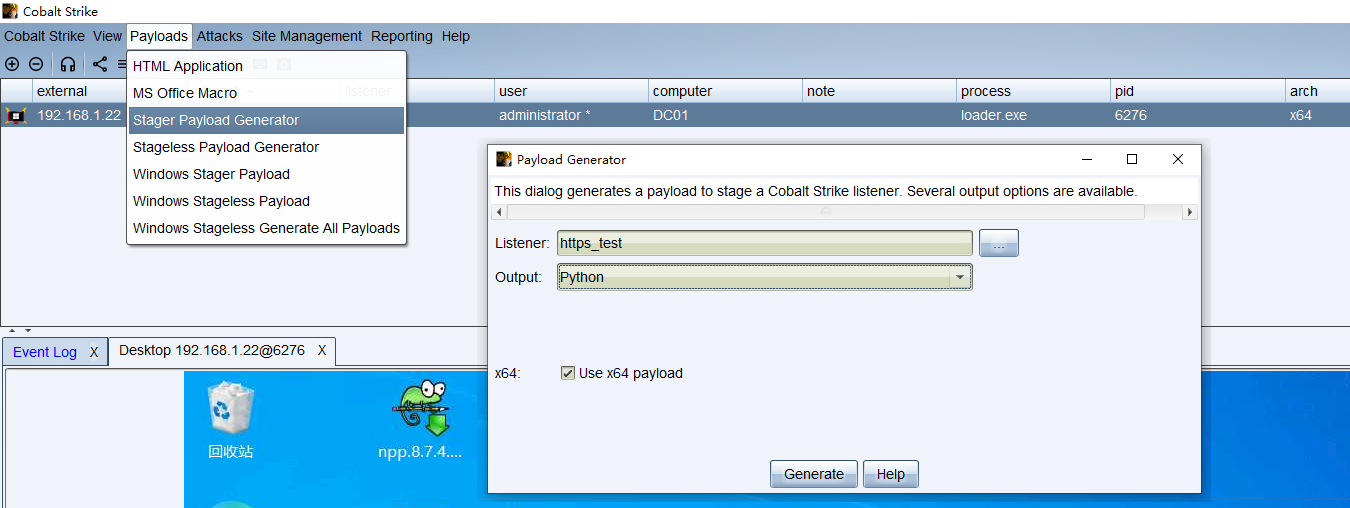 Cobalt Strike
Cobalt Strike View Payloads Attacks Site Management Reporting Help
HTML Application
MS Office Macro
Stager Payload Generator
Stageless Payload Generator
Windows Stager Payload
Windows Stageless Payload
Windows Stageless Generate All Payloads
external listener user computer note process pid arch
192.168.1.22 administrator * DC01 loader.exe 6276 x64
Payload Generator
This dialog generates a payload to stage a Cobalt Strike listener. Several output options are available.
Listener: https_test ...
Output: Python
x64: Use x64 payload
Generate Help
Event Log X Desktop 192.168.1.22@6276 X
回收站 npp.8.7.4....